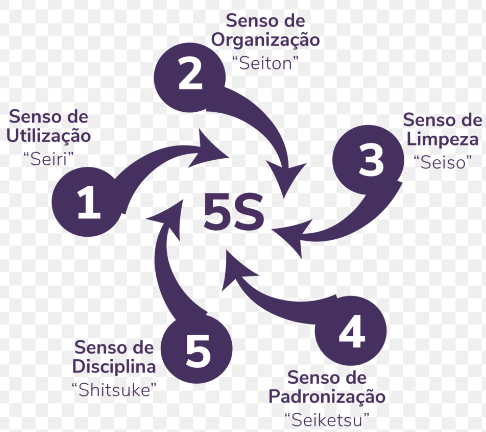 Senso de
Organização
“Seiton”
2
Senso de
Utilização
“Seiri”
1
Senso de
Limpeza
“Seiso”
3
5S
Senso de
Disciplina
“Shitsuke”
5
4
Senso de
Padronização
“Seiketsu”